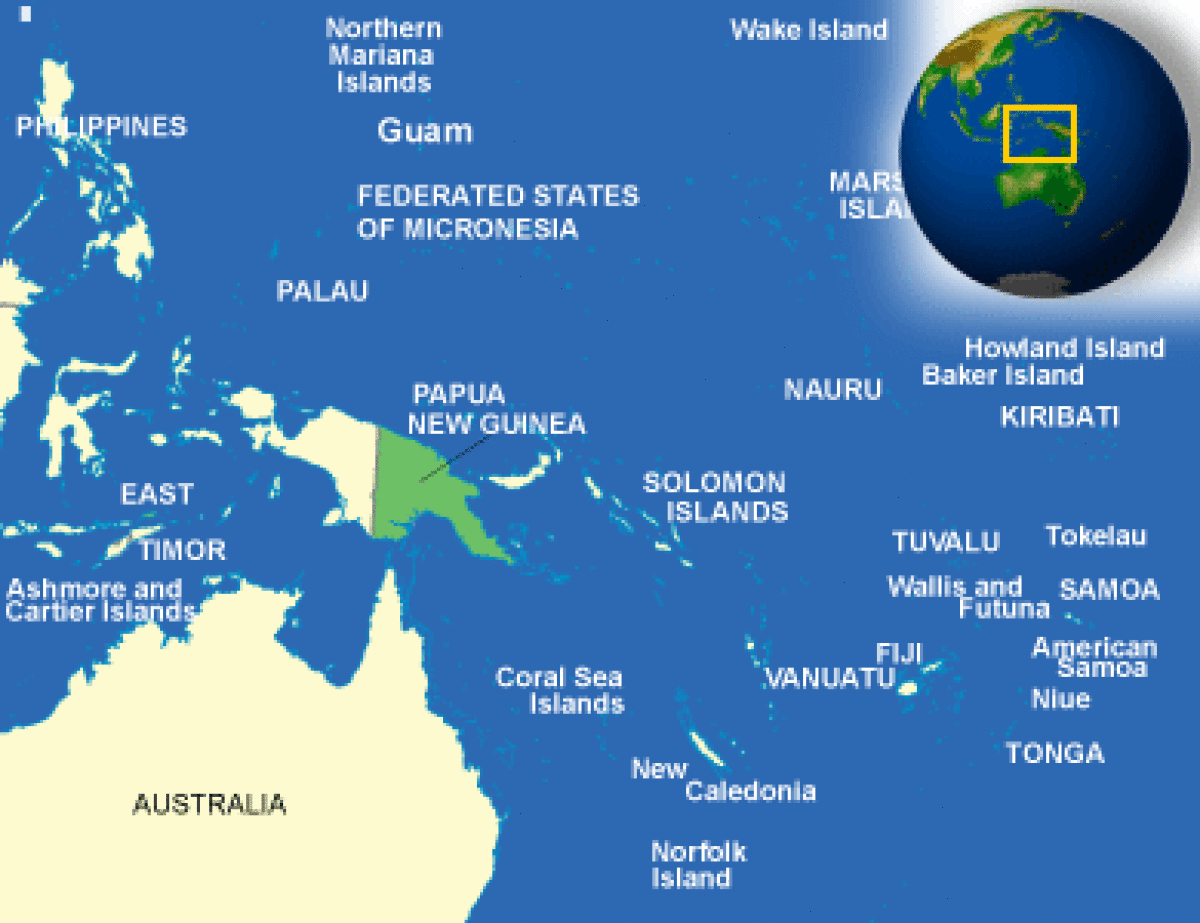 Northern
Mariana
Islands
Wake Island
PHILIPPINES
Guam
FEDERATED STATES
OF MICRONESIA
MARS
ISLA
PALAU
Howland Island
Baker Island
NAURU
KIRIBATI
PAPUA
NEW GUINEA
SOLOMON
ISLANDS
EAST
TIMOR
TUVALU
Tokelau
Ashmore and
Cartier Islands
Wallis and
Futuna
SAMOA
FIJI
American
Samoa
VANUATU
Coral Sea
Islands
Niue
TONGA
New
Caledonia
AUSTRALIA
Norfolk
Island